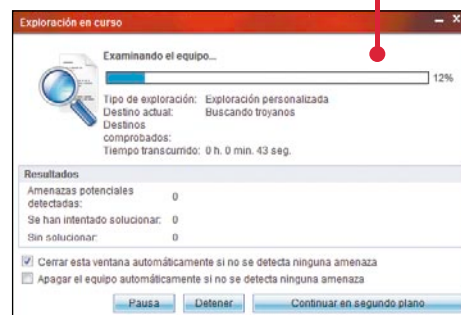 Exploración en curso
Examinando el equipo...
12%
Tipo de exploración: Exploración personalizada
Destino actual: Buscando troyanos
Destinos
comprobados:
Tiempo transcurrido: 0 h. 0 min. 43 seg.
Resultados
Amenazas potenciales
detectadas: 0
Se han intentado solucionar: 0
Sin solucionar: 0
Cerrar esta ventana automáticamente si no se detecta ninguna amenaza
Apagar el equipo automáticamente si no se detecta ninguna amenaza
Pausa Detener Continuar en segundo plano